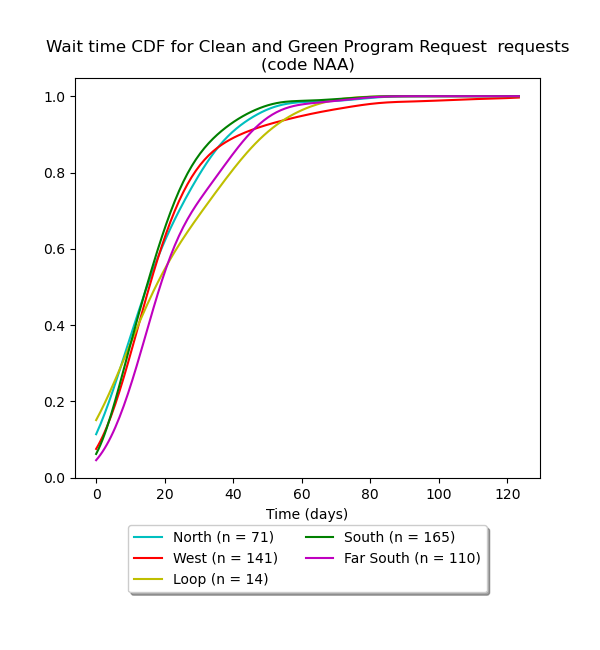 Wait time CDF for Clean and Green Program Request  requests
(code NAA)
1.0
0.8
0.6
0.4
0.2
0.0
0 20 40 60 80 100 120
Time (days)
North (n = 71) South (n = 165)
West (n = 141) Far South (n = 110)
Loop (n = 14)